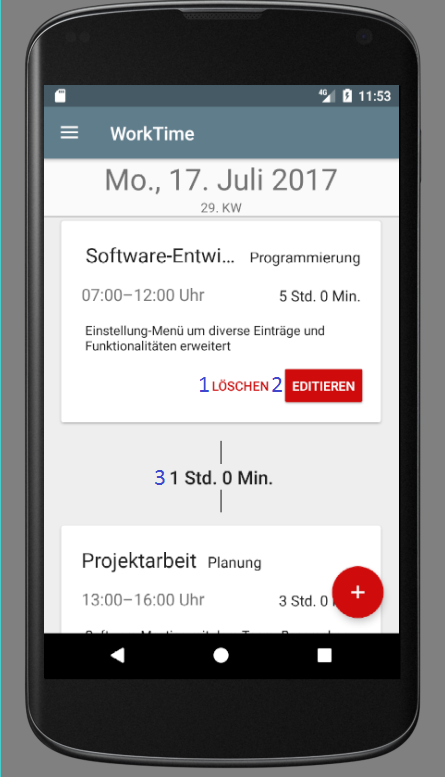 4G 11:53
WorkTime
Mo., 17. Juli 2017
29. KW
Software-Entwi... Programmierung
07:00–12:00 Uhr 5 Std. 0 Min.
Einstellung-Menü um diverse Einträge und
Funktionalitäten erweitert
1 LÖSCHEN 2 EDITIEREN
3 1 Std. 0 Min.
Projektarbeit Planung
13:00–16:00 Uhr 3 Std. 0
+